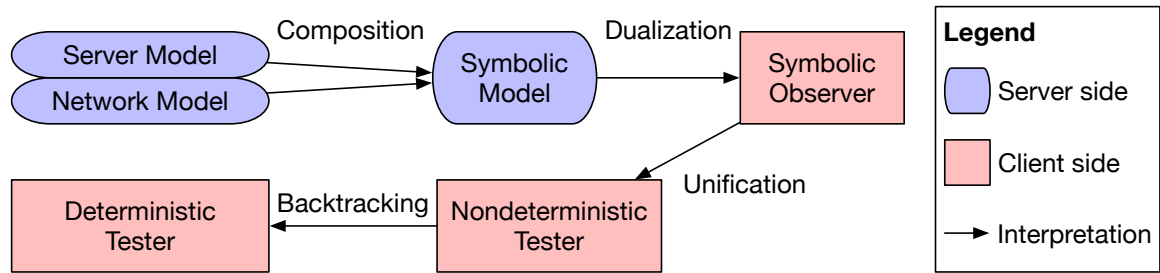 Server Model
Network Model
Composition
Symbolic
Model
Dualization
Symbolic
Observer
Unification
Nondeterministic
Tester
Backtracking
Deterministic
Tester
Legend
Server side
Client side
Interpretation